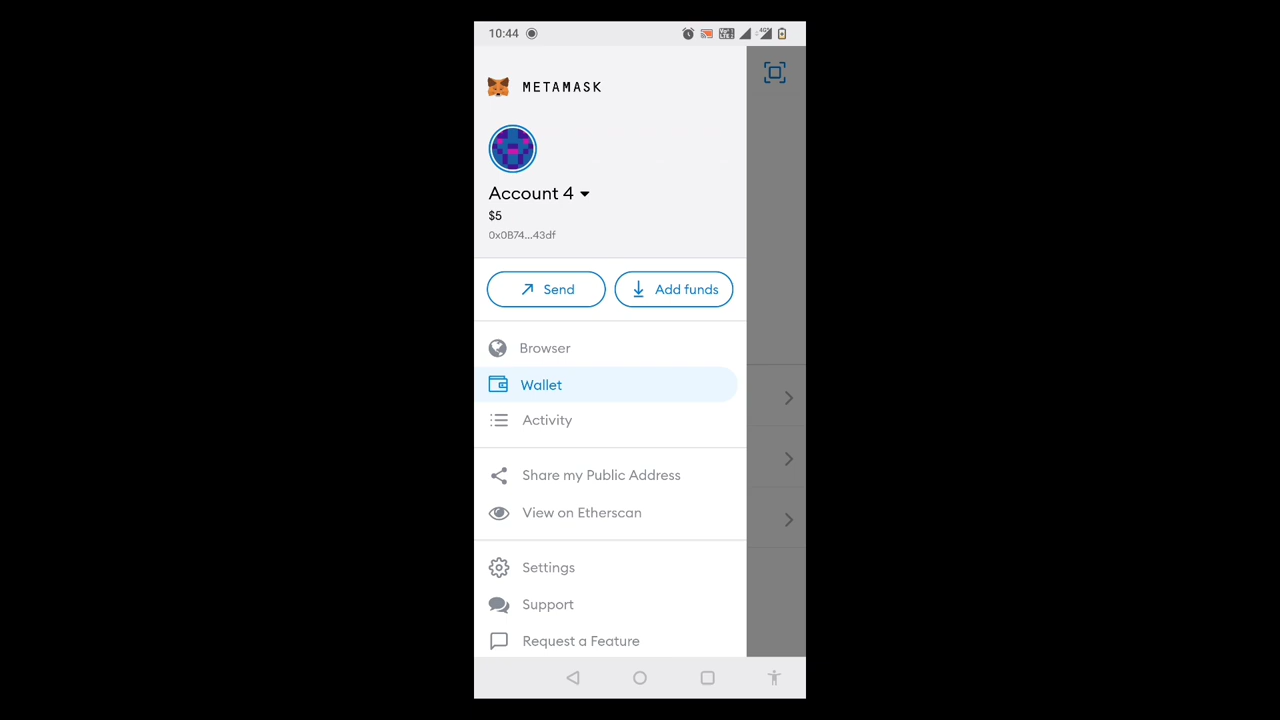 10:44
METAMASK
Account 4
$5
0x0B74...43df
Send
Add funds
Browser
Wallet
Activity
Share my Public Address
View on Etherscan
Settings
Support
Request a Feature